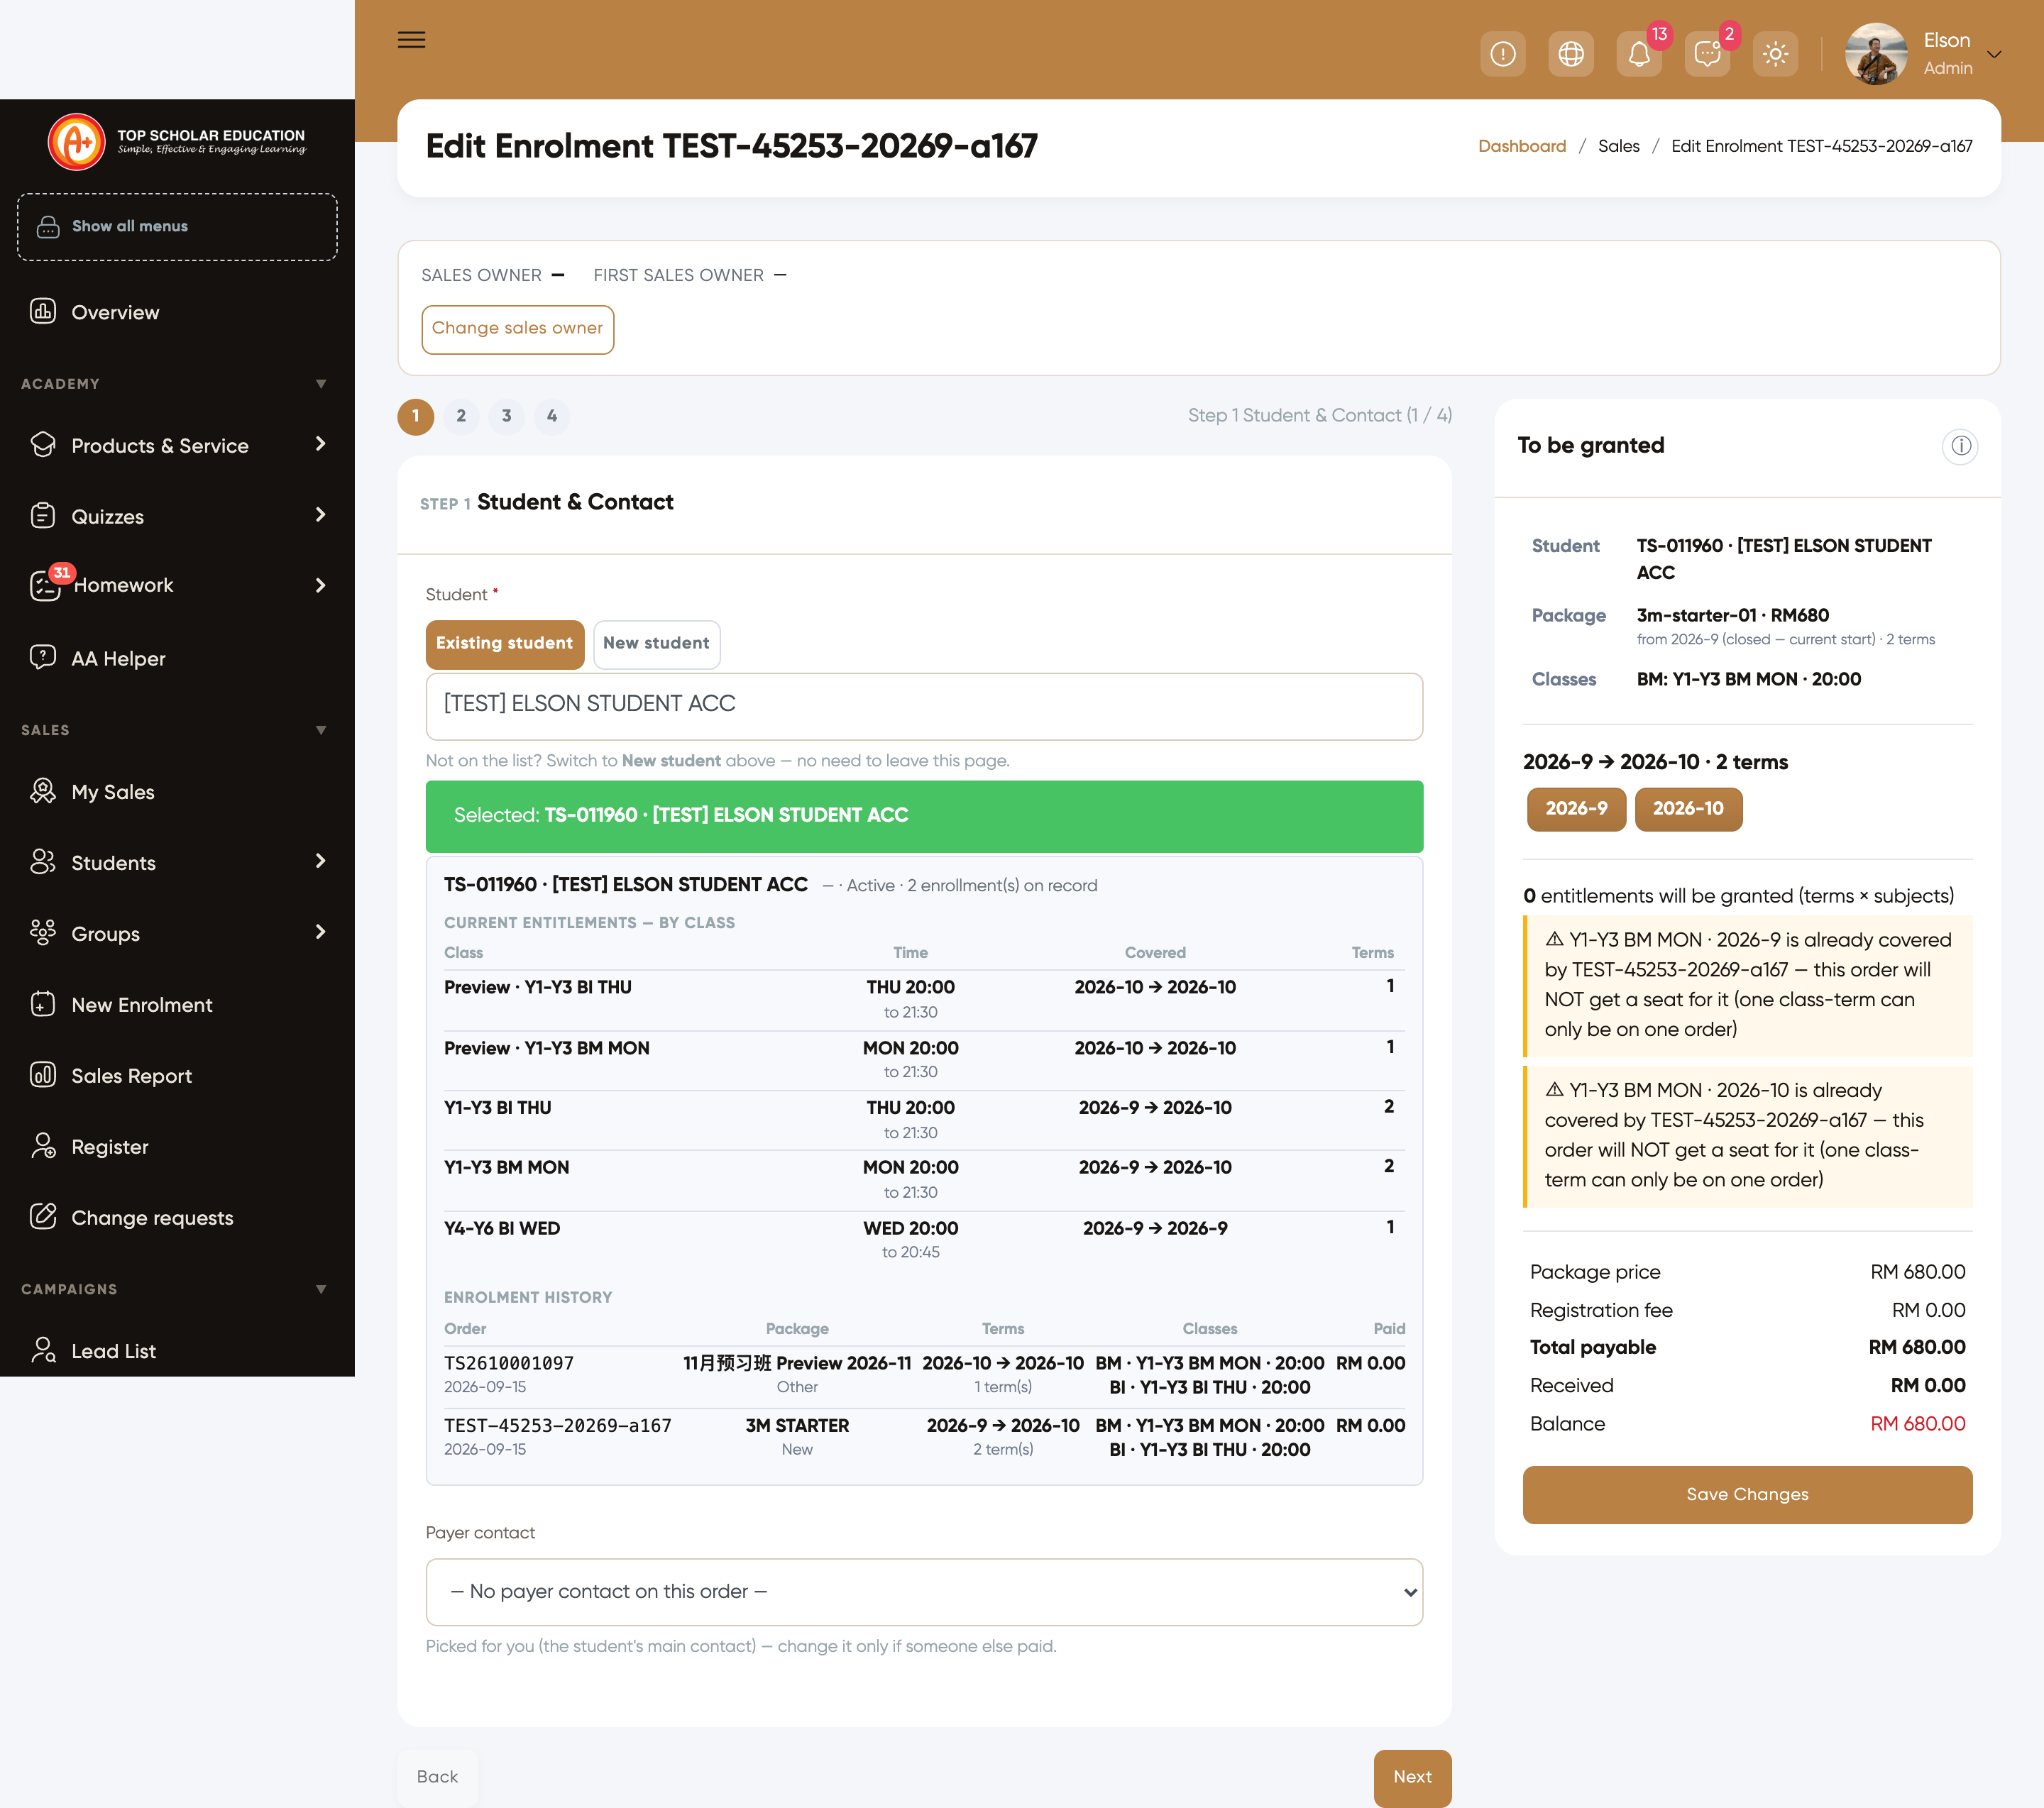 13
2
Elson
Admin
TOP SCHOLAR EDUCATION
Simple, Effective & Engaging Learning
Show all menus
Overview
ACADEMY
Products & Service
Quizzes
31
Homework
AA Helper
SALES
My Sales
Students
Groups
New Enrolment
Sales Report
Register
Change requests
CAMPAIGNS
Lead List
Edit Enrolment TEST-45253-20269-a167
Dashboard / Sales / Edit Enrolment TEST-45253-20269-a167
SALES OWNER — FIRST SALES OWNER —
Change sales owner
1 2 3 4
Step 1 Student & Contact (1 / 4)
STEP 1 Student & Contact
Student *
Existing student New student
[TEST] ELSON STUDENT ACC
Not on the list? Switch to New student above — no need to leave this page.
Selected: TS-011960 · [TEST] ELSON STUDENT ACC
TS-011960 · [TEST] ELSON STUDENT ACC — · Active · 2 enrollment(s) on record
CURRENT ENTITLEMENTS — BY CLASS
Class Time Covered Terms
Preview · Y1-Y3 BI THU THU 20:00 2026-10 → 2026-10 1
to 21:30
Preview · Y1-Y3 BM MON MON 20:00 2026-10 → 2026-10 1
to 21:30
Y1-Y3 BI THU THU 20:00 2026-9 → 2026-10 2
to 21:30
Y1-Y3 BM MON MON 20:00 2026-9 → 2026-10 2
to 21:30
Y4-Y6 BI WED WED 20:00 2026-9 → 2026-9 1
to 20:45
ENROLMENT HISTORY
Order Package Terms Classes Paid
TS2610001097 11月预习班 Preview 2026-11 2026-10 → 2026-10 BM · Y1-Y3 BM MON · 20:00 RM 0.00
2026-09-15 Other 1 term(s) BI · Y1-Y3 BI THU · 20:00
TEST-45253-20269-a167 3M STARTER 2026-9 → 2026-10 BM · Y1-Y3 BM MON · 20:00 RM 0.00
2026-09-15 New 2 term(s) BI · Y1-Y3 BI THU · 20:00
Payer contact
— No payer contact on this order —
Picked for you (the student's main contact) — change it only if someone else paid.
Back Next
To be granted
Student TS-011960 · [TEST] ELSON STUDENT
ACC
Package 3m-starter-01 · RM680
from 2026-9 (closed — current start) · 2 terms
Classes BM: Y1-Y3 BM MON · 20:00
2026-9 → 2026-10 · 2 terms
2026-9 2026-10
0 entitlements will be granted (terms × subjects)
⚠ Y1-Y3 BM MON · 2026-9 is already covered
by TEST-45253-20269-a167 — this order will
NOT get a seat for it (one class-term can
only be on one order)
⚠ Y1-Y3 BM MON · 2026-10 is already
covered by TEST-45253-20269-a167 — this
order will NOT get a seat for it (one class-
term can only be on one order)
Package price RM 680.00
Registration fee RM 0.00
Total payable RM 680.00
Received RM 0.00
Balance RM 680.00
Save Changes